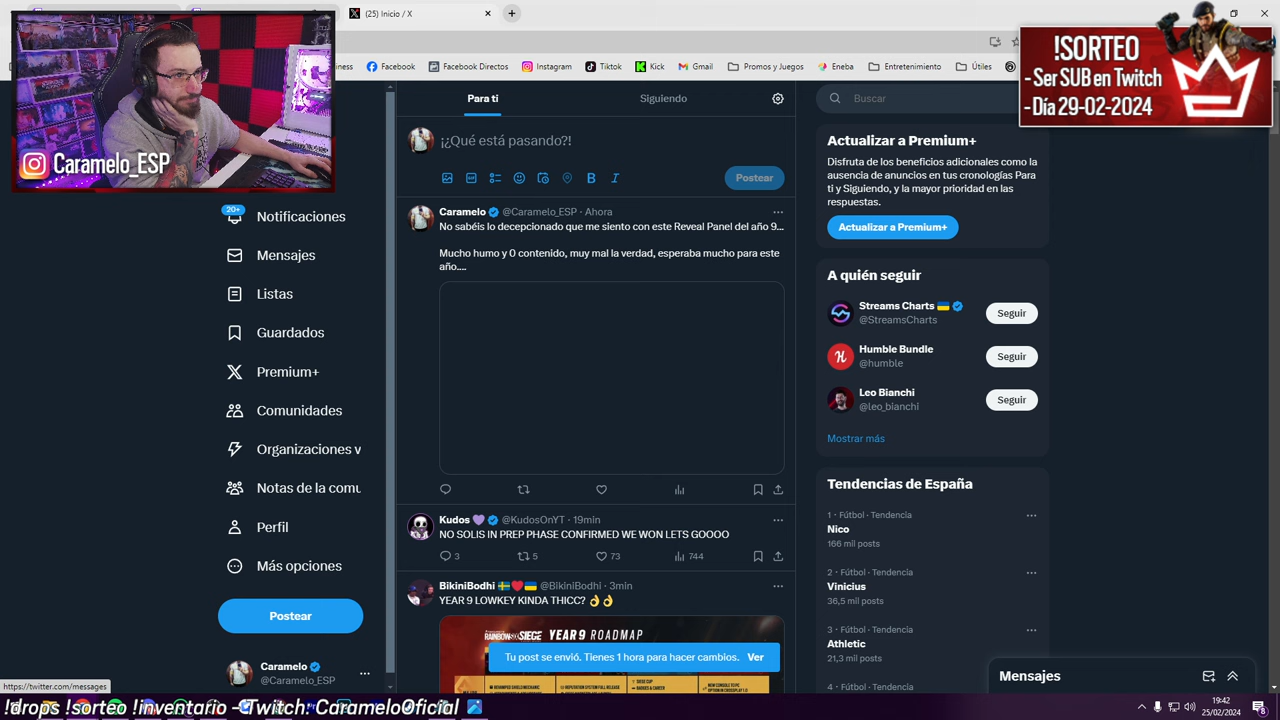 (25) Inicio / X
iness
Facebook
Facebook Directos
Instagram
Tiktok
Kick
Gmail
Promos y Juegos
Eneba
Entretenimiento
Útiles
!SORTEO
- Ser SUB en Twitch
- Día 29-02-2024
Caramelo_ESP
20+
Notificaciones
Mensajes
Listas
Guardados
Premium+
Comunidades
Organizaciones v
Notas de la comu
Perfil
Más opciones
Postear
Caramelo
@Caramelo_ESP
https://twitter.com/messages
Para ti
Siguiendo
¡¿Qué está pasando?!
GIF
B
I
Postear
Caramelo @Caramelo_ESP · Ahora
No sabéis lo decepcionado que me siento con este Reveal Panel del año 9...
Mucho humo y 0 contenido, muy mal la verdad, esperaba mucho para este
año....
Kudos @KudosOnYT · 19min
NO SOLIS IN PREP PHASE CONFIRMED WE WON LETS GOOOO
3 5 73 744
BikiniBodhi @BikiniBodhi · 3min
YEAR 9 LOWKEY KINDA THICC?
RAINBOW SIX SIEGE YEAR 9 ROADMAP
Tu post se envió. Tienes 1 hora para hacer cambios. Ver
Buscar
Actualizar a Premium+
Disfruta de los beneficios adicionales como la
ausencia de anuncios en tus cronologías Para
ti y Siguiendo, y la mayor prioridad en las
respuestas.
Actualizar a Premium+
A quién seguir
Streams Charts
@StreamsCharts
Seguir
Humble Bundle
@humble
Seguir
Leo Bianchi
@leo_bianchi
Seguir
Mostrar más
Tendencias de España
1 · Fútbol · Tendencia
Nico
166 mil posts
2 · Fútbol · Tendencia
Vinicius
36,5 mil posts
3 · Fútbol · Tendencia
Athletic
21,3 mil posts
4 · Fútbol · Tendencia
Mensajes
!drops !sorteo !inventario - Twitch: CarameloOficial
19:42
25/02/2024
8